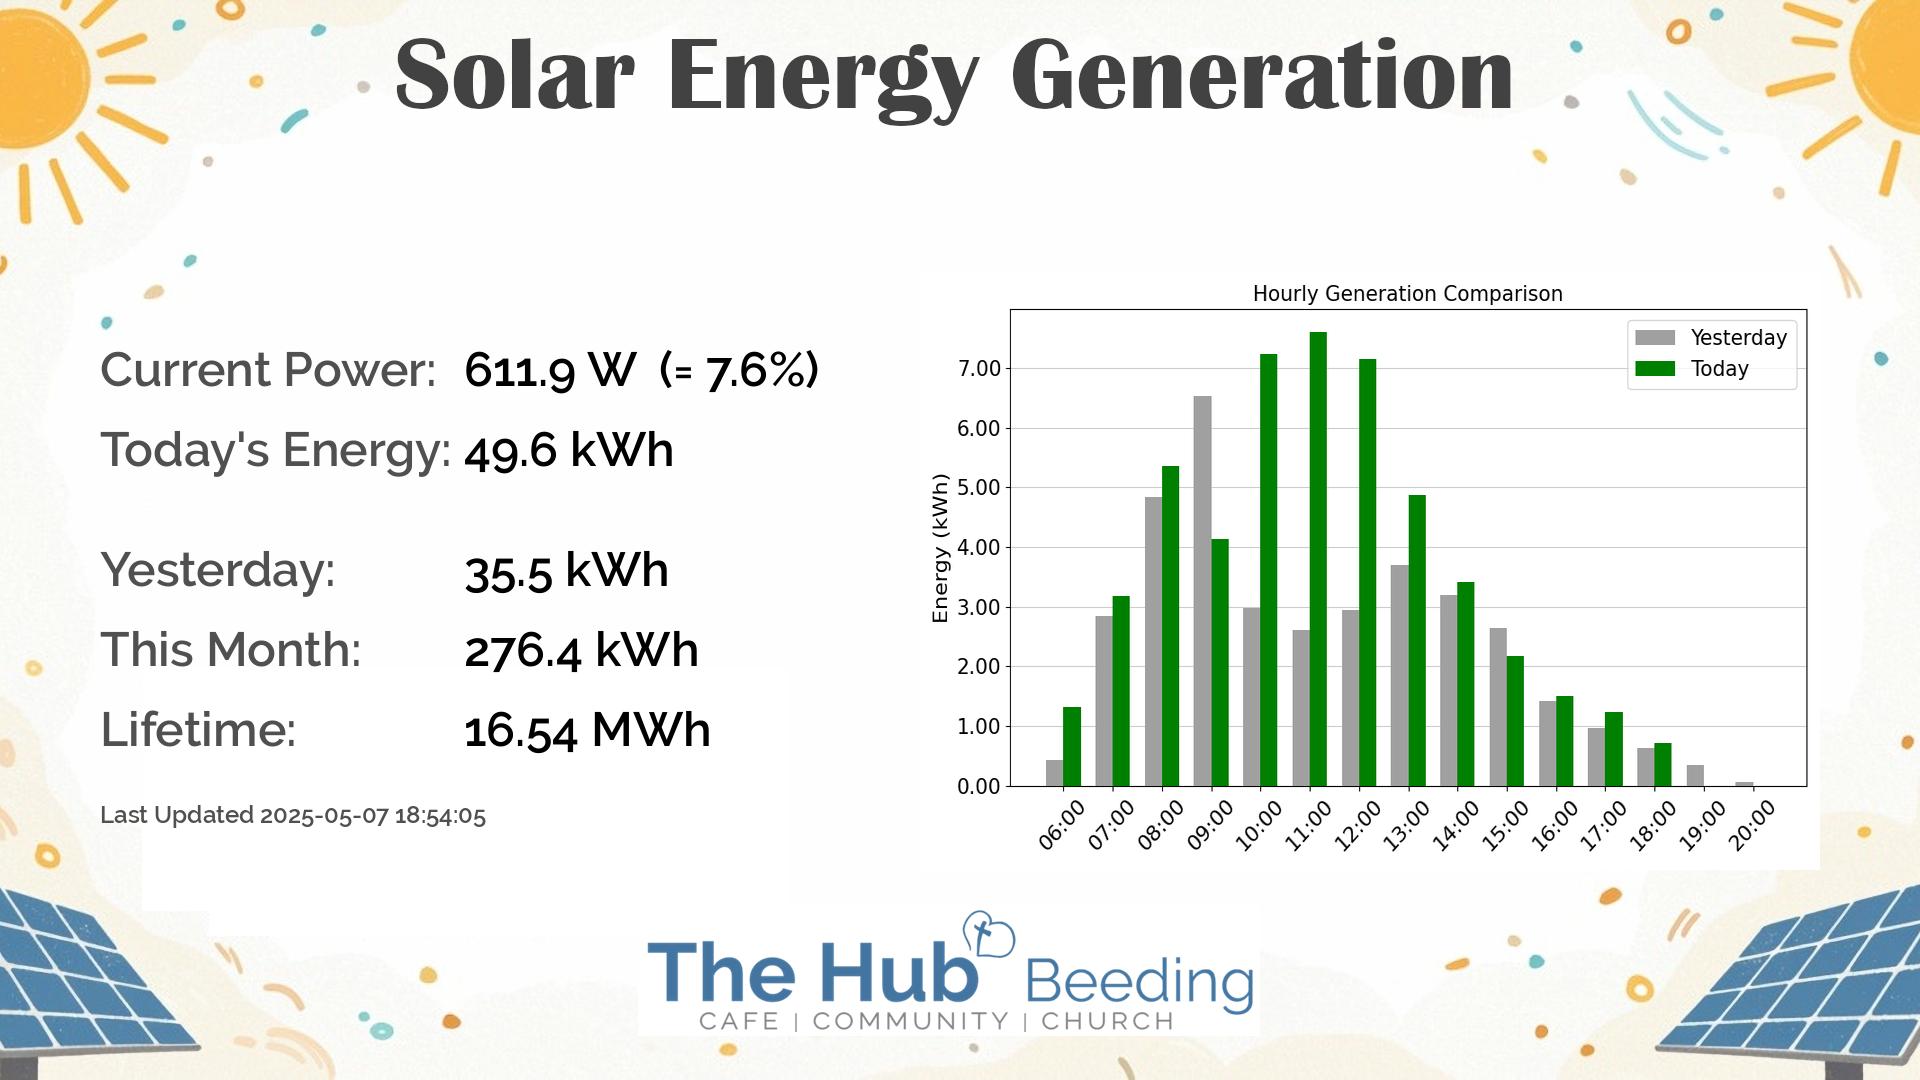 Solar Energy Generation
Current Power: 611.9 W (= 7.6%)
Today's Energy: 49.6 kWh
Yesterday: 35.5 kWh
This Month: 276.4 kWh
Lifetime: 16.54 MWh
Last Updated 2025-05-07 18:54:05
Hourly Generation Comparison
Yesterday
Today
Energy (kWh)
7.00
6.00
5.00
4.00
3.00
2.00
1.00
0.00
06:00 07:00 08:00 09:00 10:00 11:00 12:00 13:00 14:00 15:00 16:00 17:00 18:00 19:00 20:00
The Hub Beeding
CAFE | COMMUNITY | CHURCH